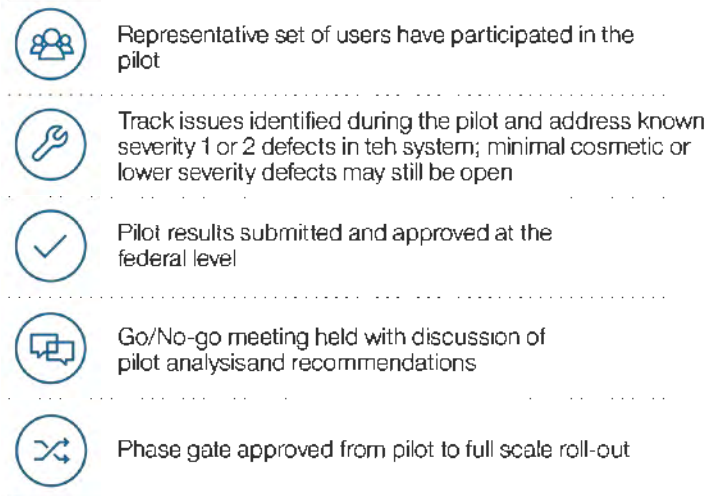 Representative set of users have participated in the
pilot
Track issues identified during the pilot and address known
severity 1 or 2 defects in teh system; minimal cosmetic or
lower severity defects may still be open
Pilot results submitted and approved at the
federal level
Go/No-go meeting held with discussion of
pilot analysisand recommendations
Phase gate approved from pilot to full scale roll-out